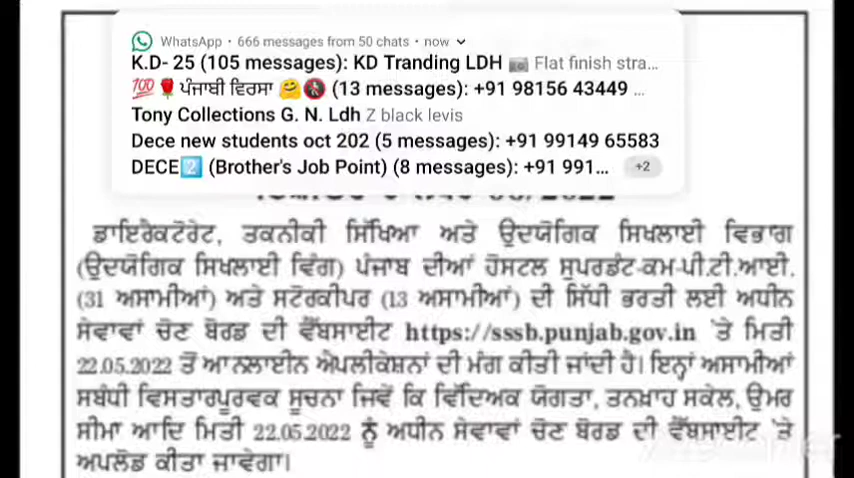 WhatsApp • 666 messages from 50 chats • now
K.D- 25 (105 messages): KD Tranding LDH 📷 Flat finish stra...
💯🌹ਪੰਜਾਬੀ ਵਿਰਸਾ 🤗🚷 (13 messages): +91 98156 43449 ...
Tony Collections G. N. Ldh Z black levis
Dece new students oct 202 (5 messages): +91 99149 65583
DECE2️⃣ (Brother's Job Point) (8 messages): +91 991... +2
ਡਾਇਰੈਕਟੋਰੇਟ, ਤਕਨੀਕੀ ਸਿੱਖਿਆ ਅਤੇ ਉਦਯੋਗਿਕ ਸਿਖਲਾਈ ਵਿਭਾਗ
(ਉਦਯੋਗਿਕ ਸਿਖਲਾਈ ਵਿੰਗ) ਪੰਜਾਬ ਦੀਆਂ ਹੋਸਟਲ ਸੁਪਰਡੰਟ-ਕਮ-ਪੀ.ਟੀ.ਆਈ.
(31 ਅਸਾਮੀਆਂ) ਅਤੇ ਸਟੋਰਕੀਪਰ (13 ਅਸਾਮੀਆਂ) ਦੀ ਸਿੱਧੀ ਭਰਤੀ ਲਈ ਅਧੀਨ
ਸੇਵਾਵਾਂ ਚੋਣ ਬੋਰਡ ਦੀ ਵੈੱਬਸਾਈਟ https://sssb.punjab.gov.in 'ਤੇ ਮਿਤੀ
22.05.2022 ਤੋਂ ਆਨਲਾਈਨ ਐਪਲੀਕੇਸ਼ਨਾਂ ਦੀ ਮੰਗ ਕੀਤੀ ਜਾਂਦੀ ਹੈ। ਇਨ੍ਹਾਂ ਅਸਾਮੀਆਂ
ਸਬੰਧੀ ਵਿਸਤਾਰਪੂਰਵਕ ਸੂਚਨਾ ਜਿਵੇਂ ਕਿ ਵਿੱਦਿਅਕ ਯੋਗਤਾ, ਤਨਖ਼ਾਹ ਸਕੇਲ, ਉਮਰ
ਸੀਮਾ ਆਦਿ ਮਿਤੀ 22.05.2022 ਨੂੰ ਅਧੀਨ ਸੇਵਾਵਾਂ ਚੋਣ ਬੋਰਡ ਦੀ ਵੈੱਬਸਾਈਟ 'ਤੇ
ਅਪਲੋਡ ਕੀਤਾ ਜਾਵੇਗਾ।